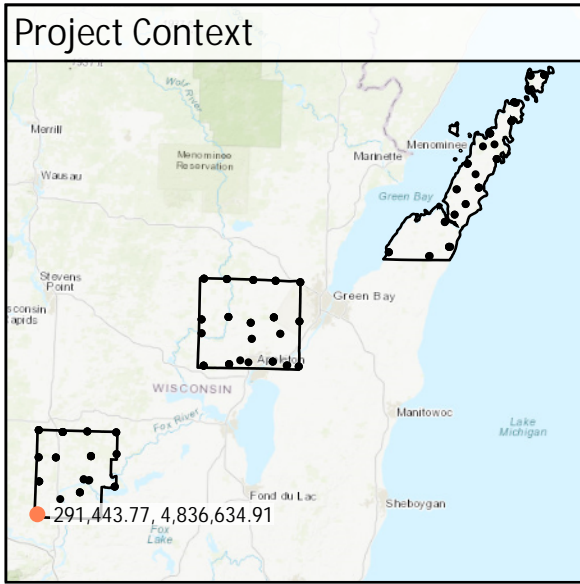 Project Context
Wolf
River
Merrill
Menominee
Menominee
Reservation
Marinette
Wausau
Green Bay
Stevens
Point
sconsin
apids
Green Bay
Appleton
WISCONSIN
Fox River
Manitowoc
Lake
Michigan
Fond du Lac
Sheboygan
291,443.77, 4,836,634.91
Fox
Lake